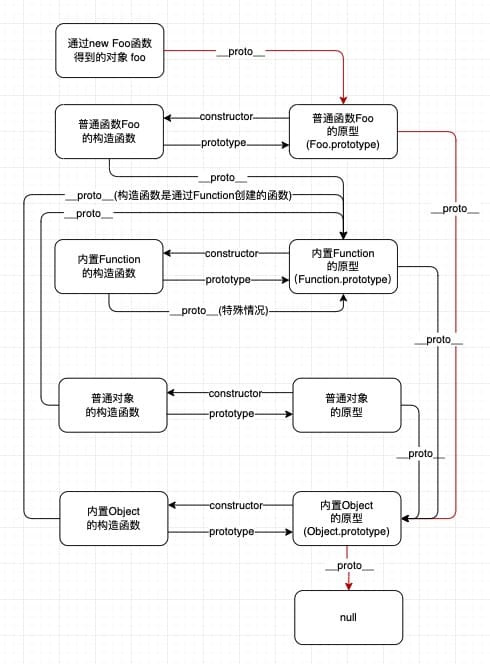 通过new Foo函数
得到的对象 foo
__proto__
普通函数Foo
的构造函数
constructor
prototype
普通函数Foo
的原型
(Foo.prototype)
__proto__
__proto__(构造函数是通过Function创建的函数)
__proto__
__proto__
内置Function
的构造函数
constructor
prototype
内置Function
的原型
(Function.prototype)
__proto__(特殊情况)
__proto__
普通对象
的构造函数
constructor
prototype
普通对象
的原型
__proto__
内置Object
的构造函数
constructor
prototype
内置Object
的原型
(Object.prototype)
__proto__
null